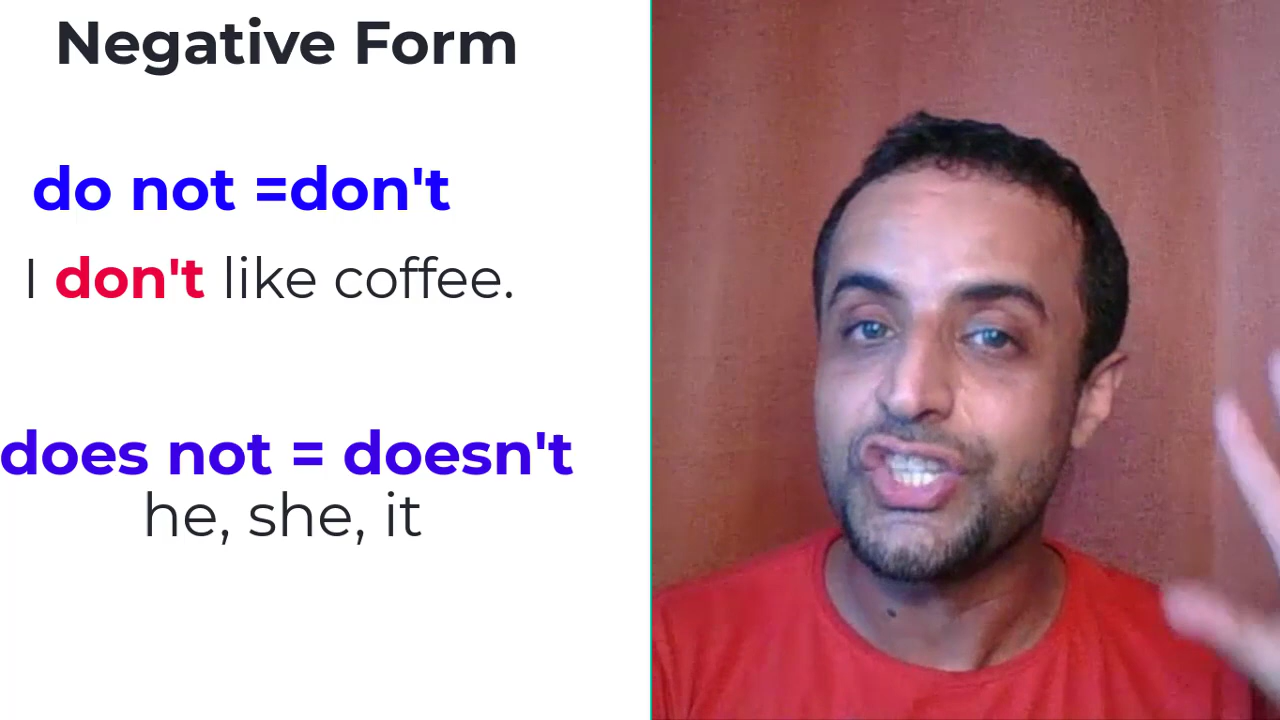 Negative Form
do not =don't
I don't like coffee.
does not = doesn't
he, she, it